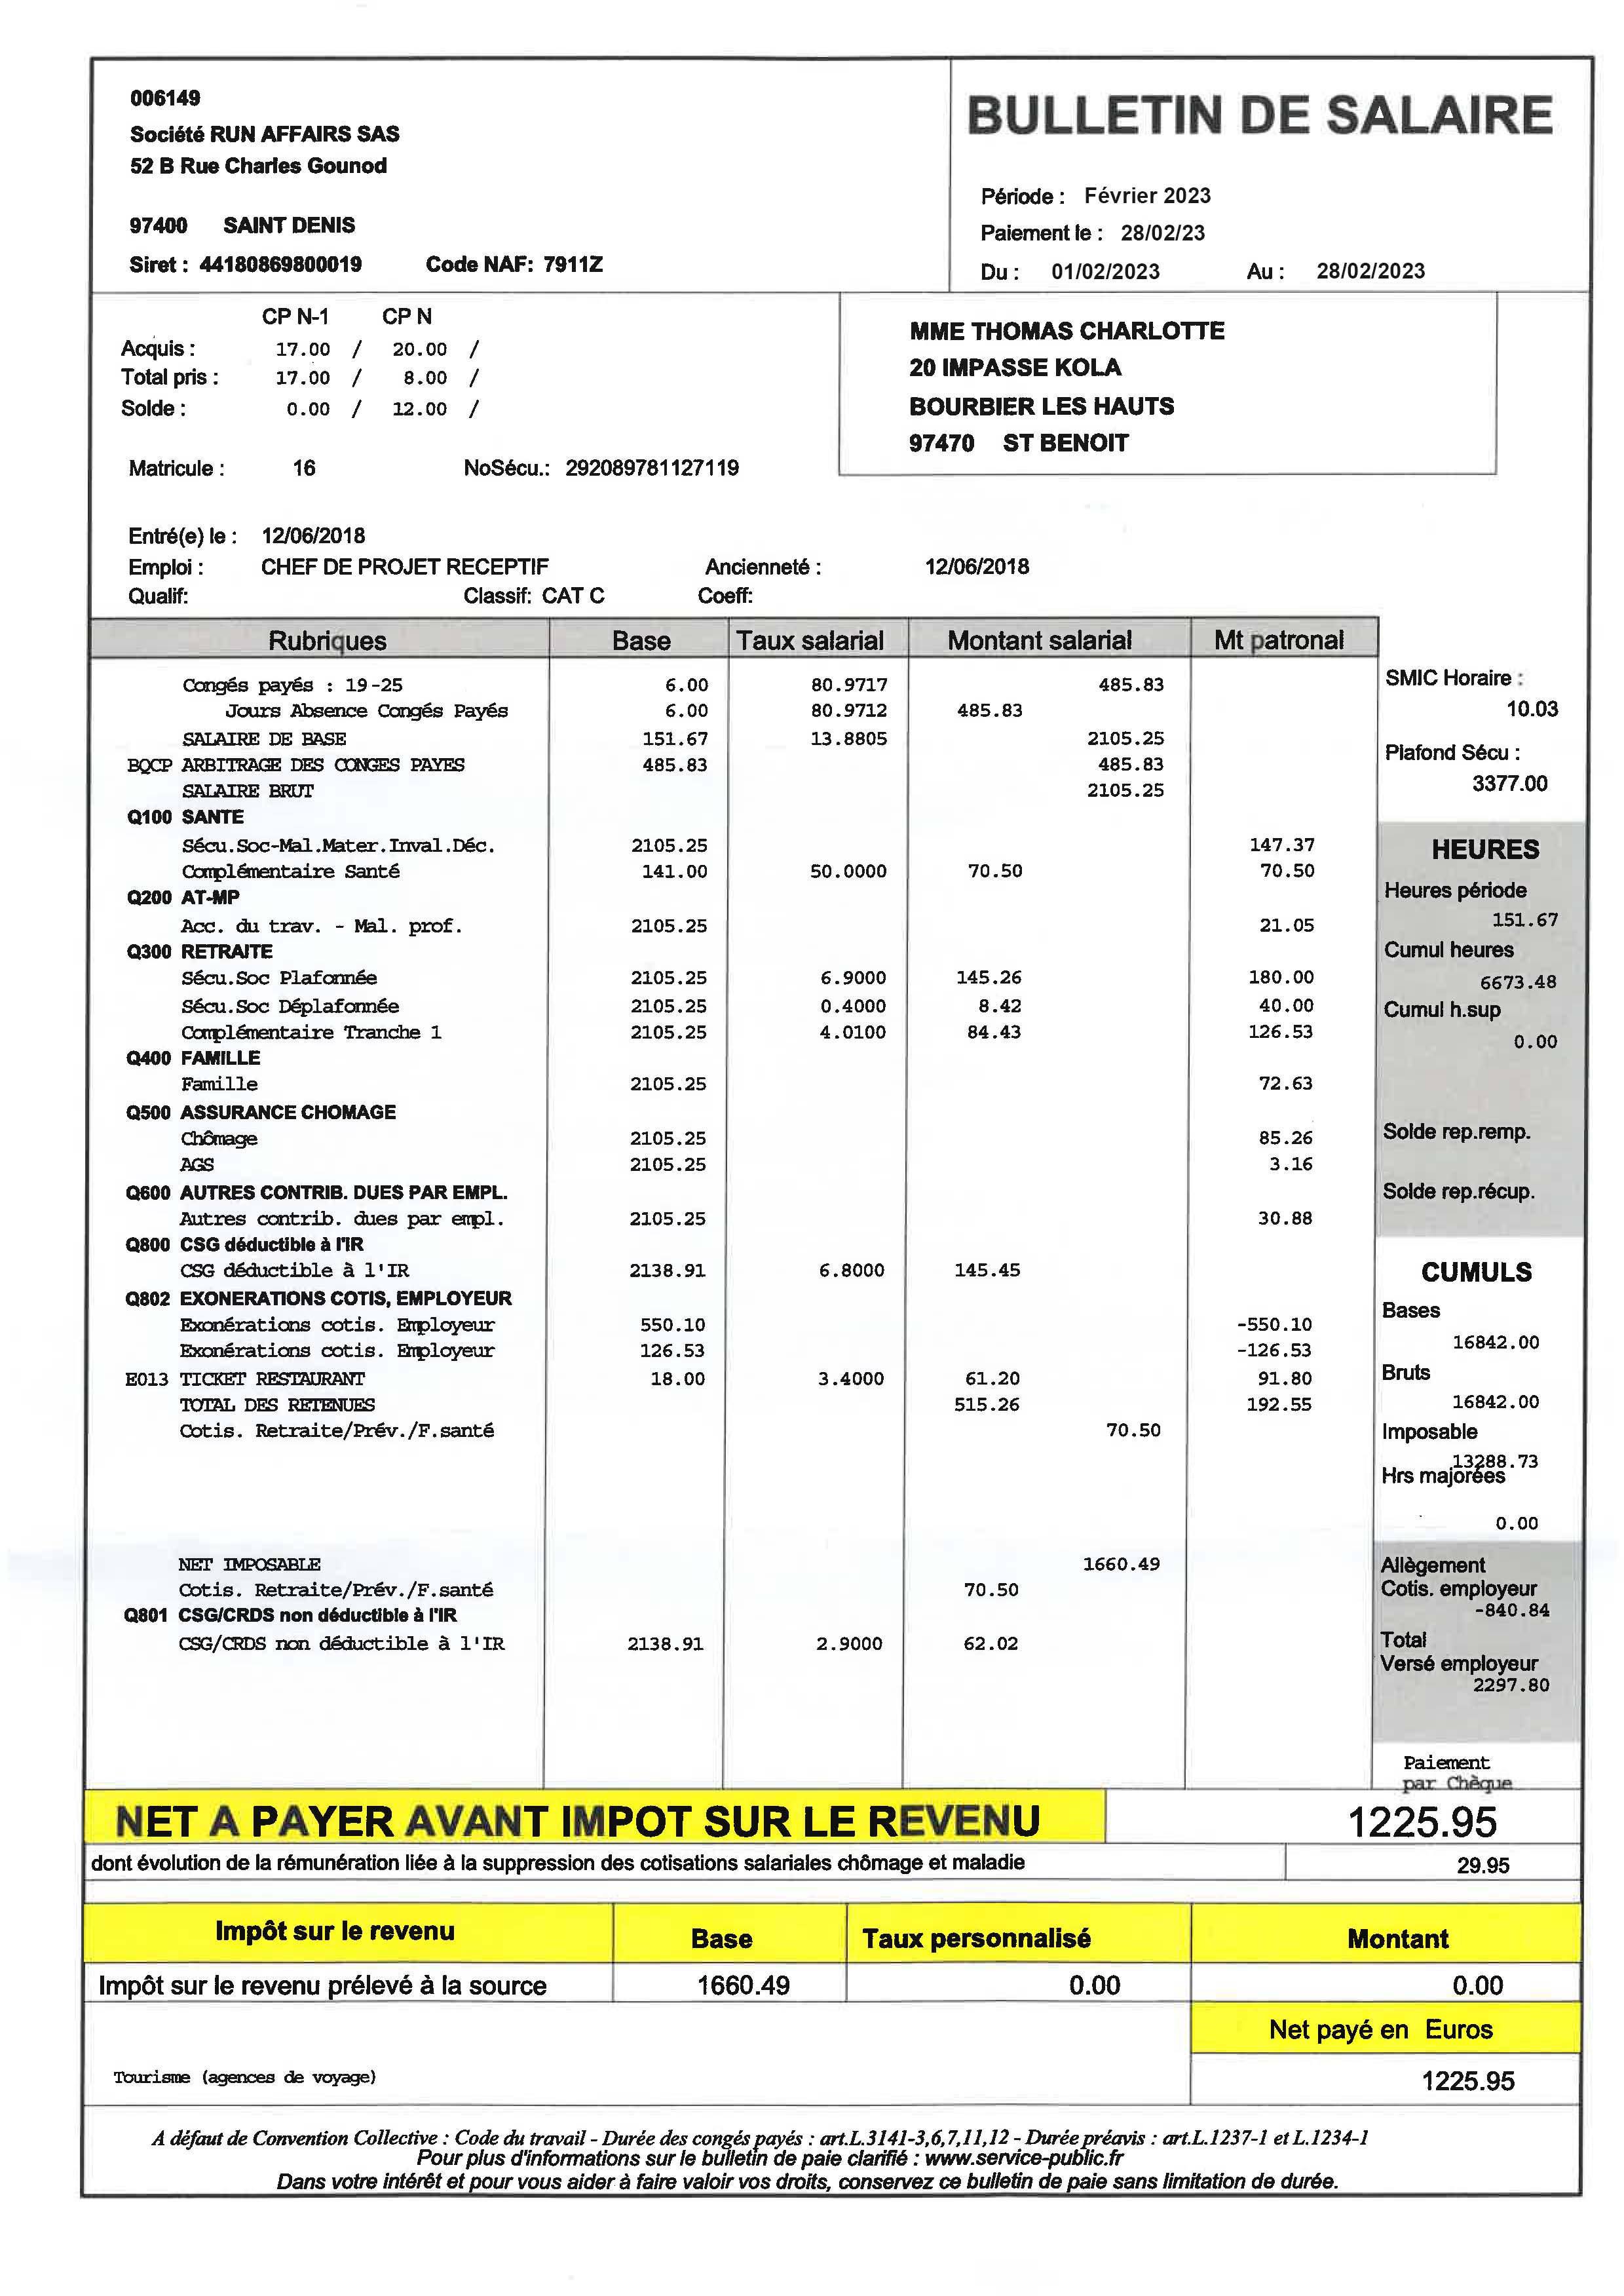 006149
Société RUN AFFAIRS SAS
52 B Rue Charles Gounod
97400 SAINT DENIS
Siret : 44180869800019 Code NAF: 7911Z
BULLETIN DE SALAIRE
Période : Février 2023
Paiement le : 28/02/23
Du : 01/02/2023 Au : 28/02/2023
CP N-1 CP N
Acquis : 17.00 / 20.00 /
Total pris : 17.00 / 8.00 /
Solde : 0.00 / 12.00 /
Matricule : 16 NoSécu.: 292089781127119
MME THOMAS CHARLOTTE
20 IMPASSE KOLA
BOURBIER LES HAUTS
97470 ST BENOIT
Entré(e) le : 12/06/2018
Emploi : CHEF DE PROJET RECEPTIF Ancienneté : 12/06/2018
Qualif: Classif: CAT C Coeff:
Rubriques Base Taux salarial Montant salarial Mt patronal
Congés payés : 19-25 6.00 80.9717 485.83
Jours Absence Congés Payés 6.00 80.9712 485.83
SALAIRE DE BASE 151.67 13.8805 2105.25
BQCP ARBITRAGE DES CONGES PAYES 485.83 485.83
SALAIRE BRUT 2105.25
Q100 SANTE
Sécu.Soc-Mal.Mater.Inval.Déc. 2105.25 147.37
Complémentaire Santé 141.00 50.0000 70.50 70.50
Q200 AT-MP
Acc. du trav. - Mal. prof. 2105.25 21.05
Q300 RETRAITE
Sécu.Soc Plafonnée 2105.25 6.9000 145.26 180.00
Sécu.Soc Déplafonnée 2105.25 0.4000 8.42 40.00
Complémentaire Tranche 1 2105.25 4.0100 84.43 126.53
Q400 FAMILLE
Famille 2105.25 72.63
Q500 ASSURANCE CHOMAGE
Chômage 2105.25 85.26
AGS 2105.25 3.16
Q600 AUTRES CONTRIB. DUES PAR EMPL.
Autres contrib. dues par empl. 2105.25 30.88
Q800 CSG déductible à l'IR
CSG déductible à l'IR 2138.91 6.8000 145.45
Q802 EXONERATIONS COTIS, EMPLOYEUR
Exonérations cotis. Employeur 550.10 -550.10
Exonérations cotis. Employeur 126.53 -126.53
E013 TICKET RESTAURANT 18.00 3.4000 61.20 91.80
TOTAL DES RETENUES 515.26 192.55
Cotis. Retraite/Prév./F.santé 70.50
NET IMPOSABLE 1660.49
Cotis. Retraite/Prév./F.santé 70.50
Q801 CSG/CRDS non déductible à l'IR
CSG/CRDS non déductible à l'IR 2138.91 2.9000 62.02
SMIC Horaire :
10.03
Plafond Sécu :
3377.00
HEURES
Heures période
151.67
Cumul heures
6673.48
Cumul h.sup
0.00
Solde rep.remp.
Solde rep.récup.
CUMULS
Bases
16842.00
Bruts
16842.00
Imposable
13288.73
Hrs majorées
0.00
Allègement
Cotis. employeur
-840.84
Total
Versé employeur
2297.80
Paiement
par Chèque
NET A PAYER AVANT IMPOT SUR LE REVENU 1225.95
dont évolution de la rémunération liée à la suppression des cotisations salariales chômage et maladie 29.95
Impôt sur le revenu Base Taux personnalisé Montant
Impôt sur le revenu prélevé à la source 1660.49 0.00 0.00
Net payé en Euros
Tourisme (agences de voyage) 1225.95
A défaut de Convention Collective : Code du travail - Durée des congés payés : art.L.3141-3,6,7,11,12 - Durée préavis : art.L.1237-1 et L.1234-1
Pour plus d'informations sur le bulletin de paie clarifié : www.service-public.fr
Dans votre intérêt et pour vous aider à faire valoir vos droits, conservez ce bulletin de paie sans limitation de durée.